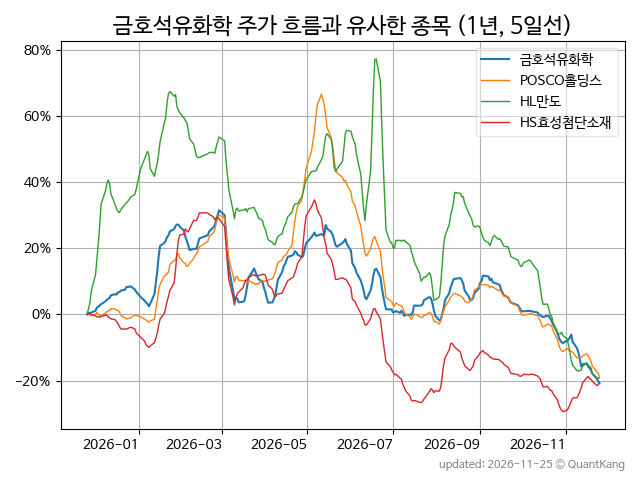 금호석유화학 주가 흐름과 유사한 종목 (1년, 5일선)
금호석유화학
POSCO홀딩스
HL만도
HS효성첨단소재
80%
60%
40%
20%
0%
−20%
2026-01
2026-03
2026-05
2026-07
2026-09
2026-11
updated: 2026-11-25 © QuantKang